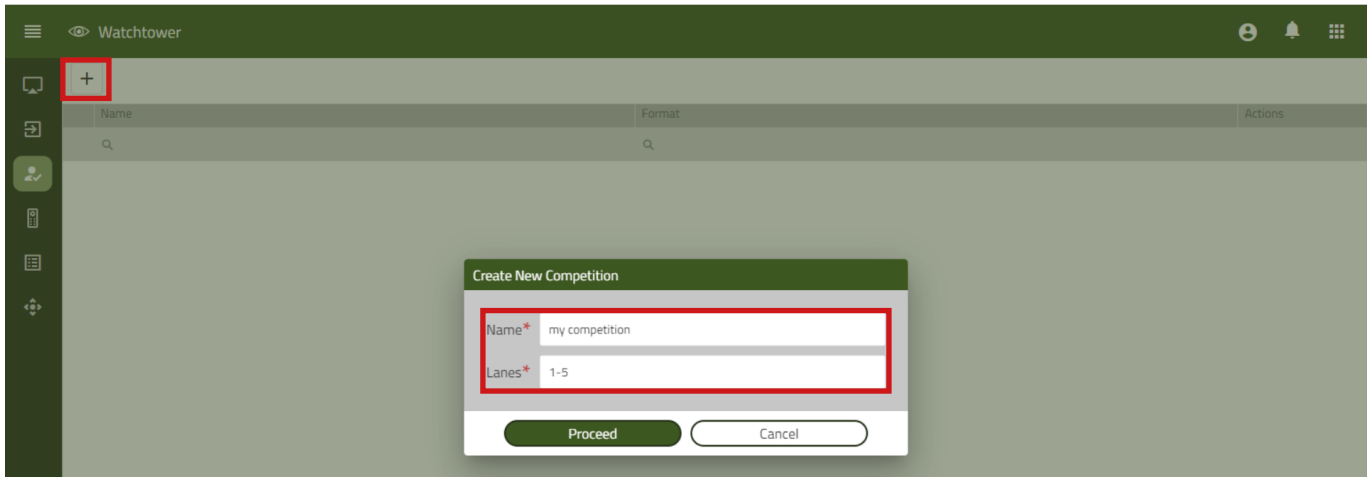 Watchtower
+
Name Format Actions
Create New Competition
Name* my competition
Lanes* 1-5
Proceed Cancel